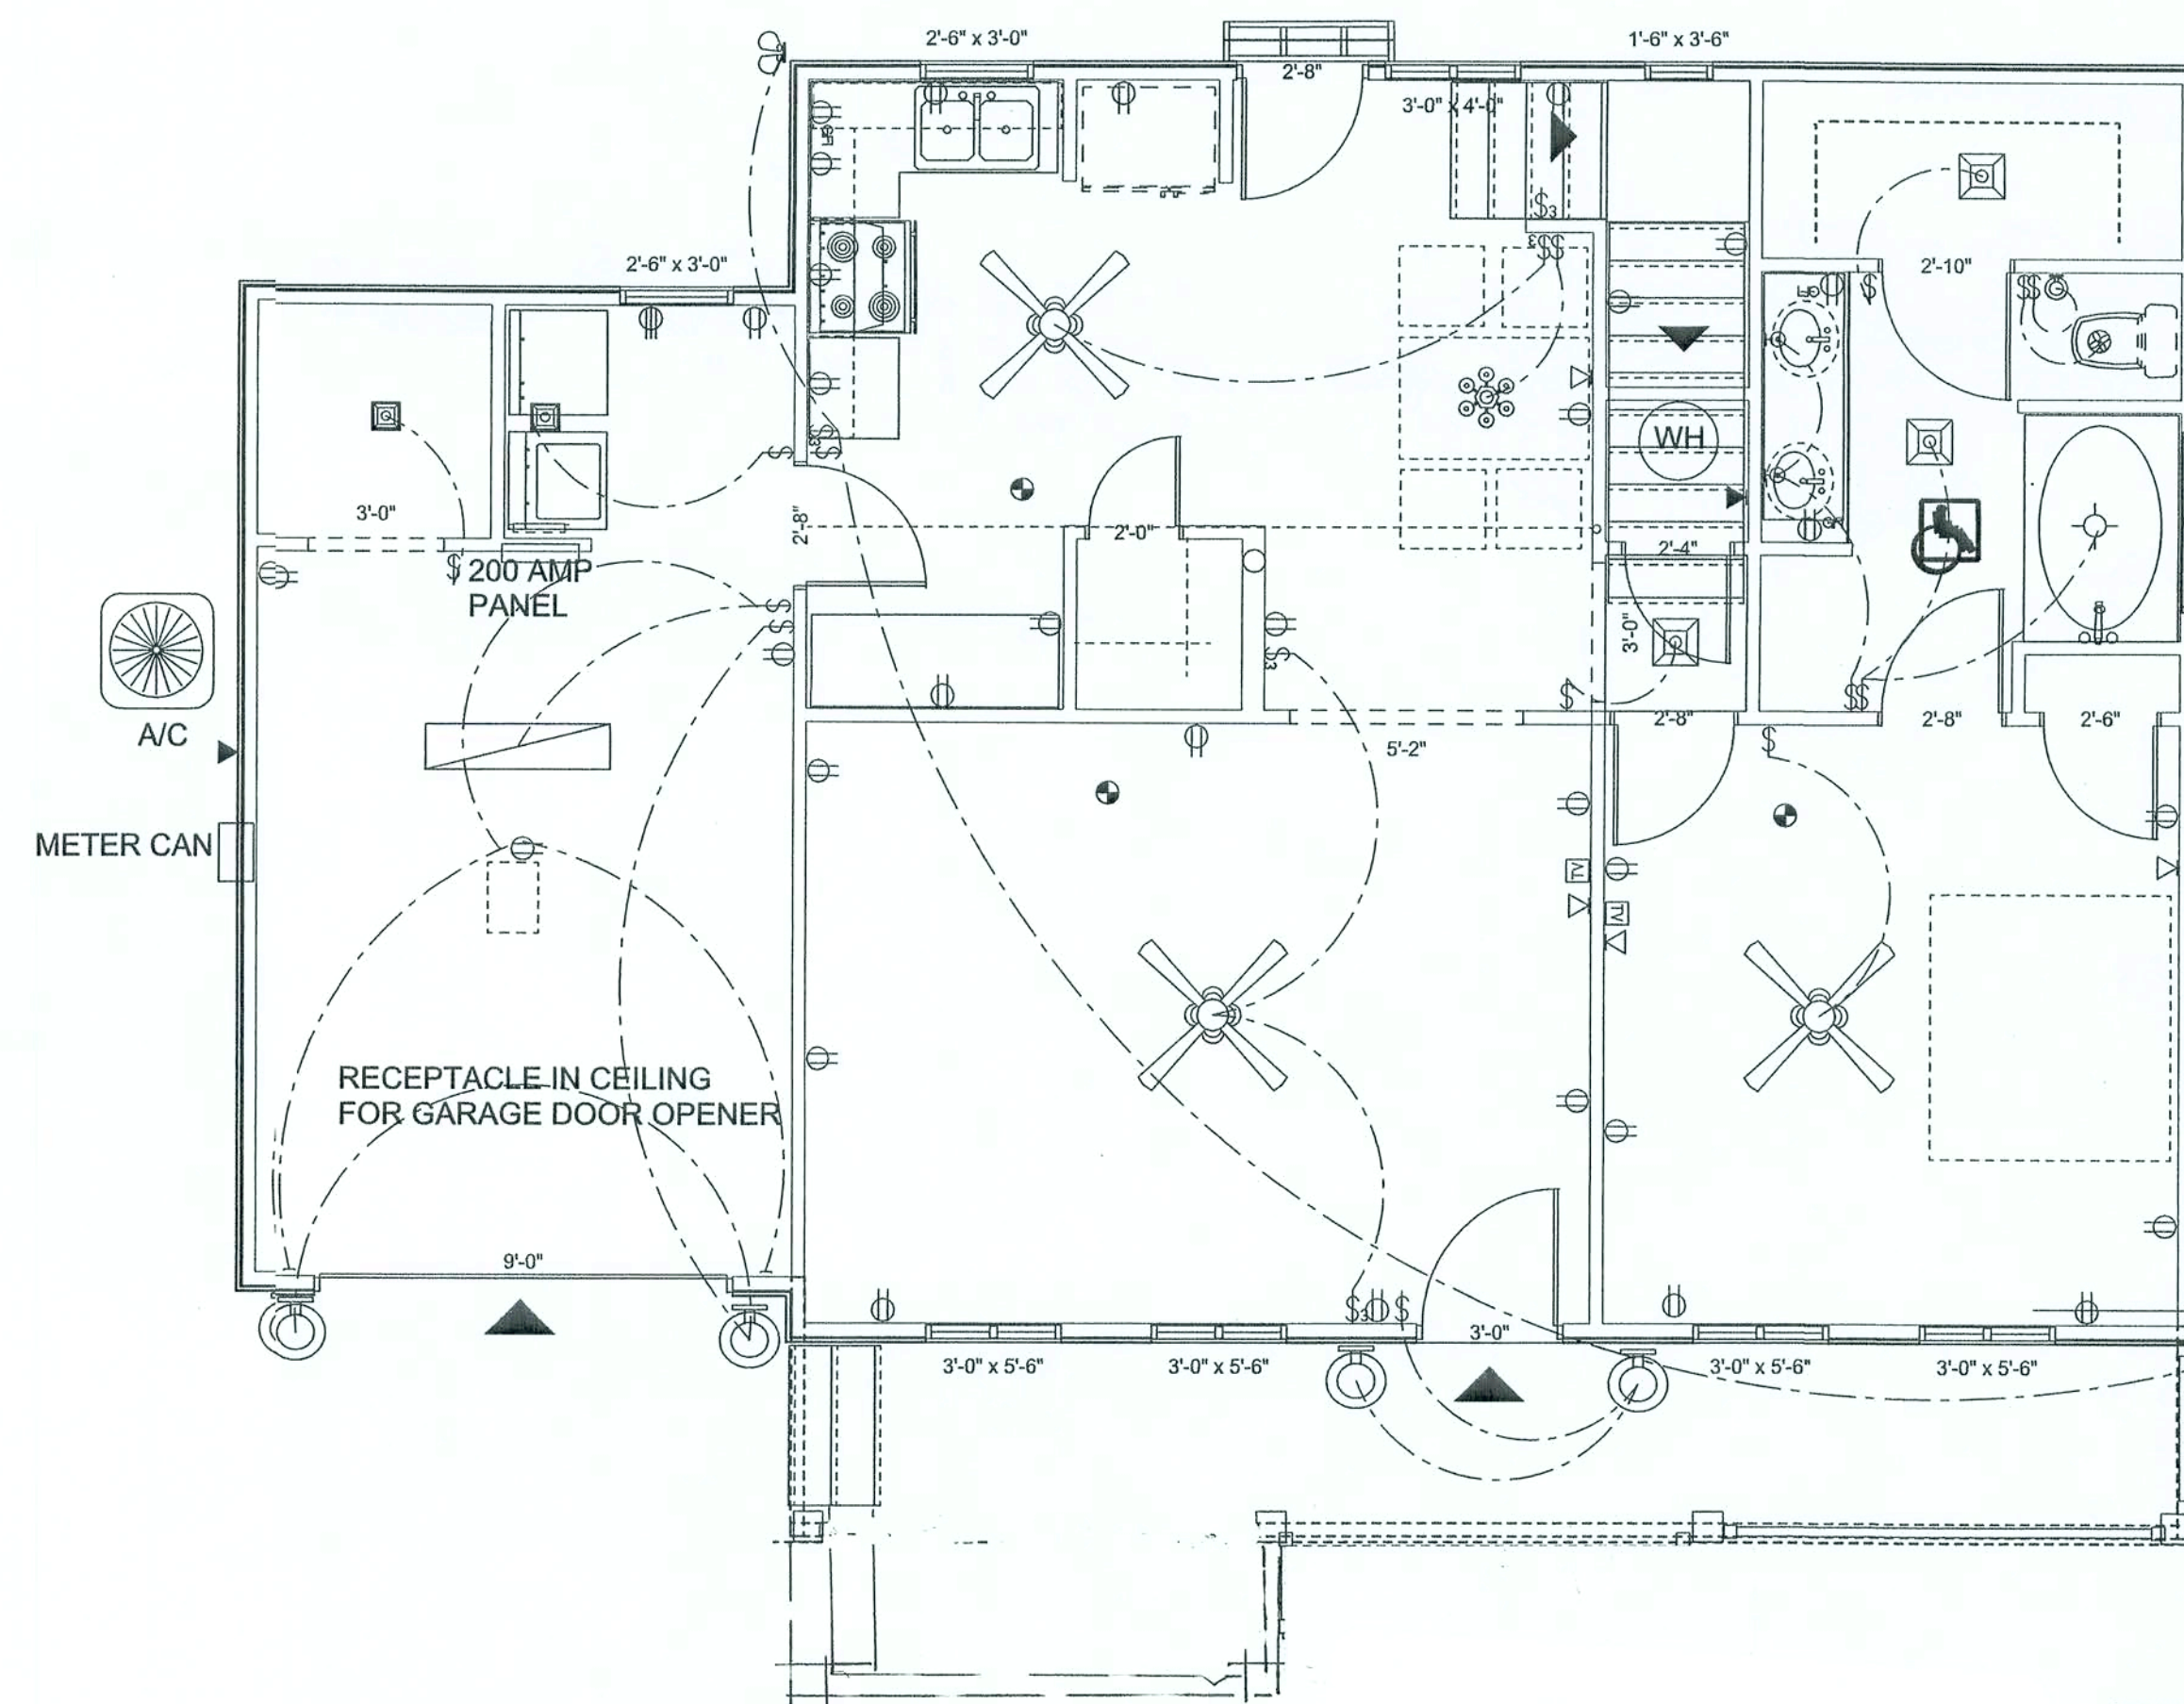 2'-6" x 3'-0"
2'-8"
1'-6" x 3'-6"
3'-0" x 4'-0"
2'-6" x 3'-0"
2'-10"
WH
3'-0"
2'-8"
2'-0"
2'-4"
200 AMP
PANEL
3'-0"
A/C
2'-8"
2'-8"
2'-6"
5'-2"
METER CAN
TV
TV
RECEPTACLE IN CEILING
FOR GARAGE DOOR OPENER
9'-0"
3'-0"
3'-0" x 5'-6"
3'-0" x 5'-6"
3'-0" x 5'-6"
3'-0" x 5'-6"